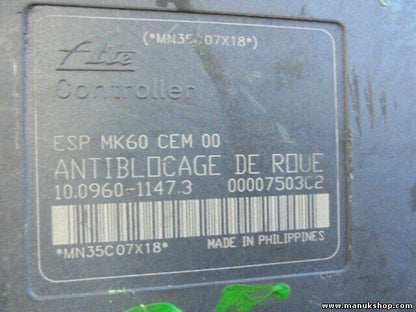 (*MN35C07X18*)
Ate
Controller
ESP MK60 CEM 00
ANTIBLOCAGE DE ROUE
10.0960-1147.3 00007503C2
*MN35C07X18*
MADE IN PHILIPPINES
www.manukshop.com